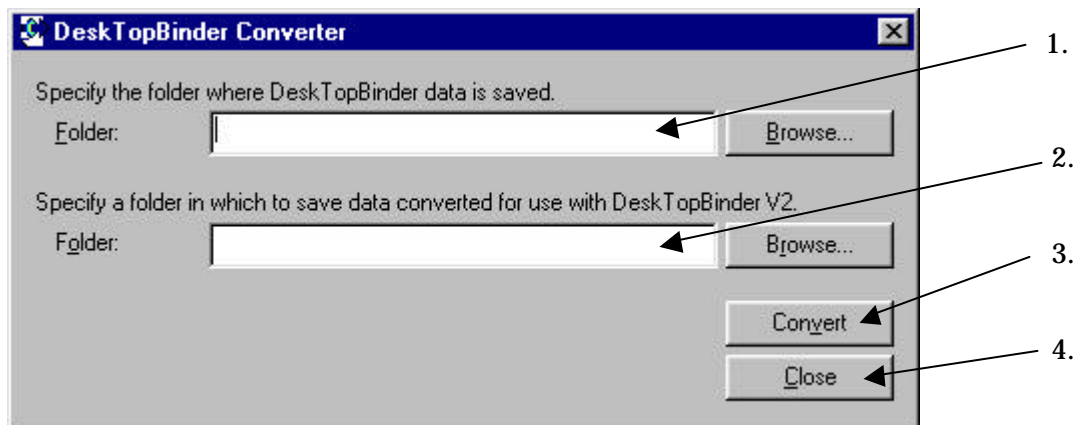 DeskTopBinder Converter
1.
Specify the folder where DeskTopBinder data is saved.
Folder: Browse...
2.
Specify a folder in which to save data converted for use with DeskTopBinder V2.
Folder: Browse...
3.
Convert
4.
Close